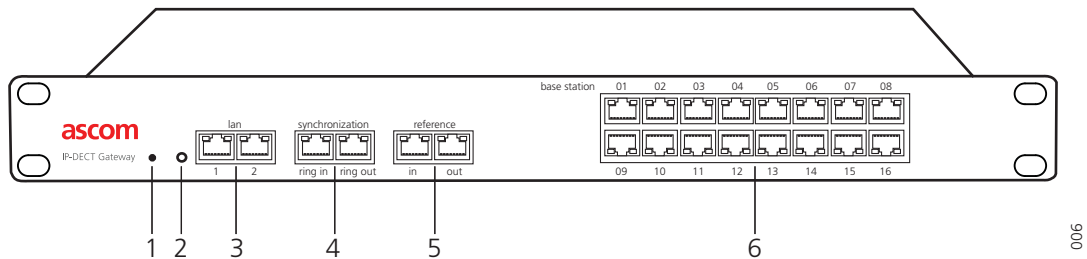 base station 01 02 03 04 05 06 07 08
ascom
lan synchronization reference
IP-DECT Gateway
1 2 ring in ring out in out 09 10 11 12 13 14 15 16
1 2 3 4 5 6
006